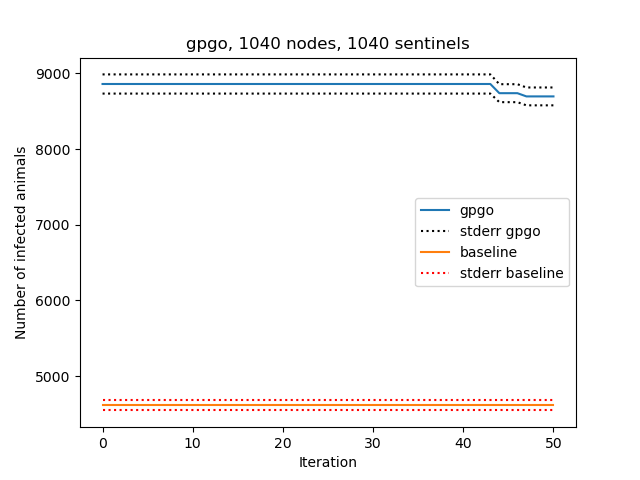 gpgo, 1040 nodes, 1040 sentinels
Number of infected animals
9000
8000
7000
6000
5000
gpgo
stderr gpgo
baseline
stderr baseline
0 10 20 30 40 50
Iteration